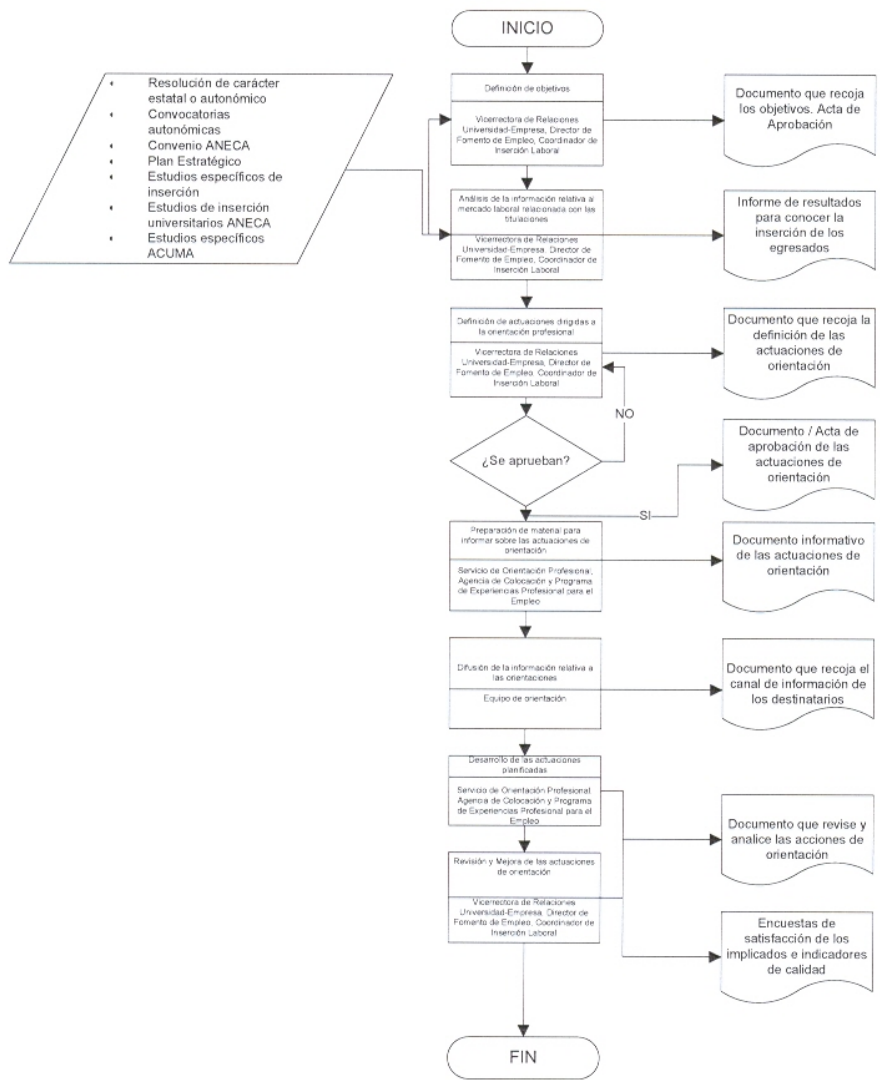 INICIO
Resolución de carácter
estatal o autonómico
Convocatorias
autonómicas
Convenio ANECA
Plan Estratégico
Estudios específicos de
inserción
Estudios de inserción
universitarios ANECA
Estudios específicos
ACUMA
Definición de objetivos
Vicerrectora de Relaciones
Universidad-Empresa, Director de
Fomento de Empleo, Coordinador de
Inserción Laboral
Documento que recoja
los objetivos. Acta de
Aprobación
Análisis de la información relativa al
mercado laboral relacionada con las
titulaciones
Vicerrectora de Relaciones
Universidad-Empresa, Director de
Fomento de Empleo, Coordinador de
Inserción Laboral
Informe de resultados
para conocer la
inserción de los
egresados
Definición de actuaciones dirigidas a
la orientación profesional
Vicerrectora de Relaciones
Universidad-Empresa, Director de
Fomento de Empleo, Coordinador de
Inserción Laboral
Documento que recoja la
definición de las
actuaciones de
orientación
NO
¿Se aprueban?
Documento / Acta de
aprobación de las
actuaciones de
orientación
SI
Preparación de material para
informar sobre las actuaciones de
orientación
Servicio de Orientación Profesional,
Agencia de Colocación y Programa
de Experiencias Profesional para el
Empleo
Documento informativo
de las actuaciones de
orientación
Difusión de la información relativa a
las orientaciones
Equipo de orientación
Documento que recoja el
canal de información de
los destinatarios
Desarrollo de las actuaciones
planificadas
Servicio de Orientación Profesional,
Agencia de Colocación y Programa
de Experiencias Profesional para el
Empleo
Documento que revise y
analice las acciones de
orientación
Revisión y Mejora de las actuaciones
de orientación
Vicerrectora de Relaciones
Universidad-Empresa, Director de
Fomento de Empleo, Coordinador de
Inserción Laboral
Encuestas de
satisfacción de los
implicados e indicadores
de calidad
FIN